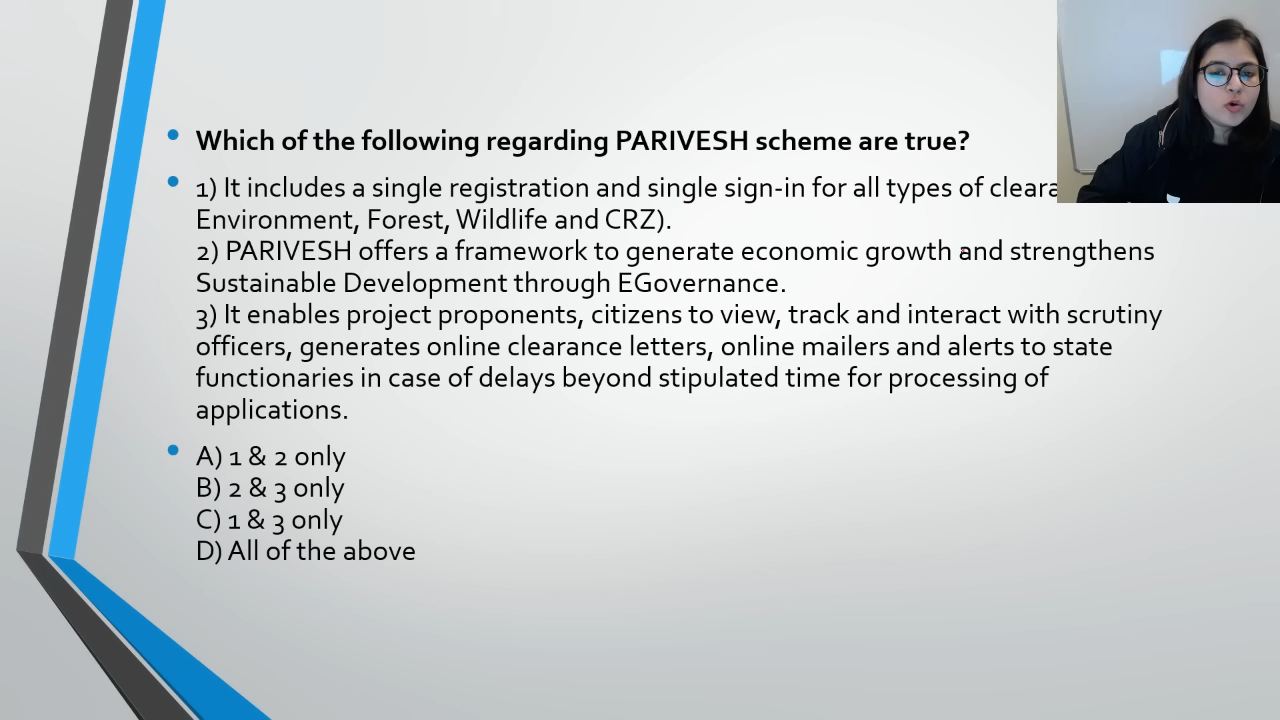 Which of the following regarding PARIVESH scheme are true?
1) It includes a single registration and single sign-in for all types of
Environment, Forest, Wildlife and CRZ).
2) PARIVESH offers a framework to generate economic growth and strengthens
Sustainable Development through EGovernance.
3) It enables project proponents, citizens to view, track and interact with scrutiny
officers, generates online clearance letters, online mailers and alerts to state
functionaries in case of delays beyond stipulated time for processing of
applications.
A) 1 & 2 only
B) 2 & 3 only
C) 1 & 3 only
D) All of the above